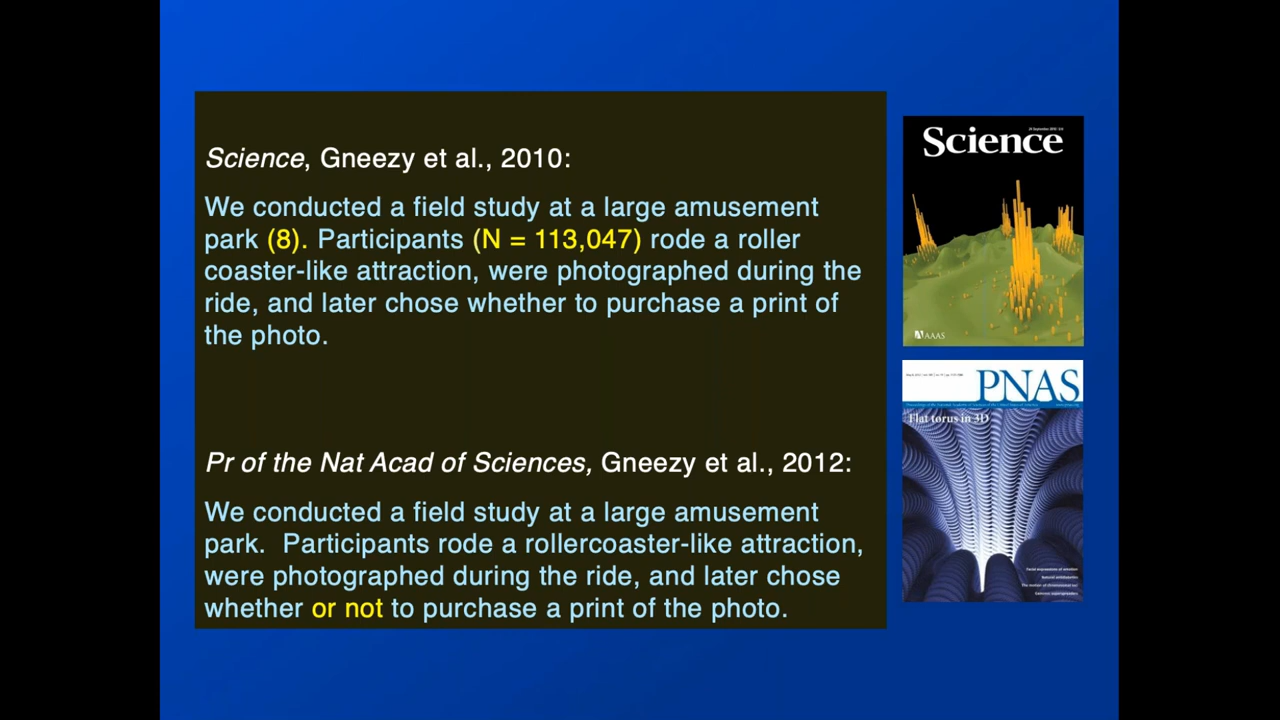 Science, Gneezy et al., 2010:
We conducted a field study at a large amusement
park (8). Participants (N = 113,047) rode a roller
coaster-like attraction, were photographed during the
ride, and later chose whether to purchase a print of
the photo.
Pr of the Nat Acad of Sciences, Gneezy et al., 2012:
We conducted a field study at a large amusement
park.  Participants rode a rollercoaster-like attraction,
were photographed during the ride, and later chose
whether or not to purchase a print of the photo.
Science
AAAS
PNAS
Flat torus in 3D